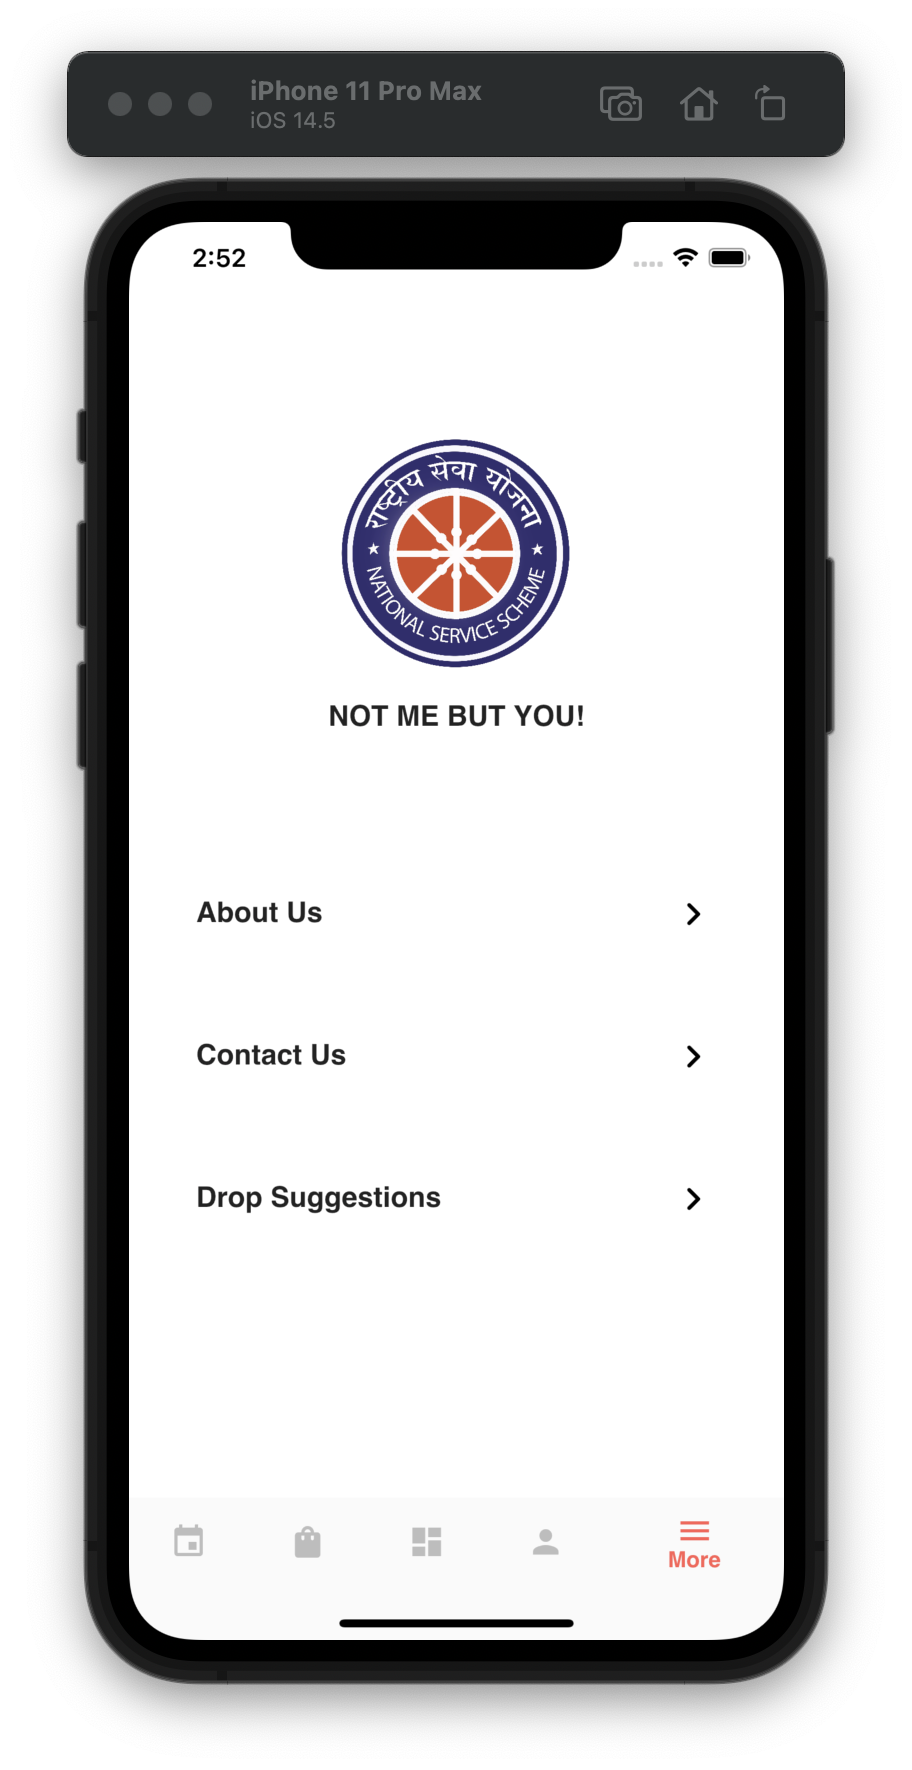 iPhone 11 Pro Max
iOS 14.5
2:52
राष्ट्रीय सेवा योजना
NATIONAL SERVICE SCHEME
NOT ME BUT YOU!
About Us
Contact Us
Drop Suggestions
More